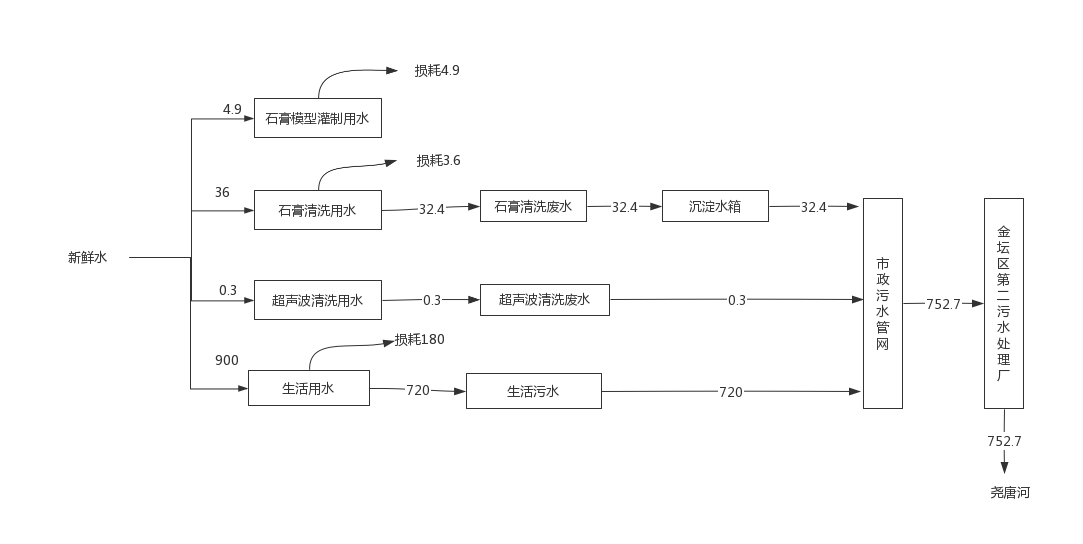 损耗4.9
4.9
石膏模型灌制用水
损耗3.6
36
石膏清洗用水
32.4
石膏清洗废水
32.4
沉淀水箱
32.4
新鲜水
0.3
超声波清洗用水
0.3
超声波清洗废水
0.3
损耗180
900
生活用水
720
生活污水
720
市政污水管网
752.7
金坛区第二污水处理厂
752.7
尧唐河